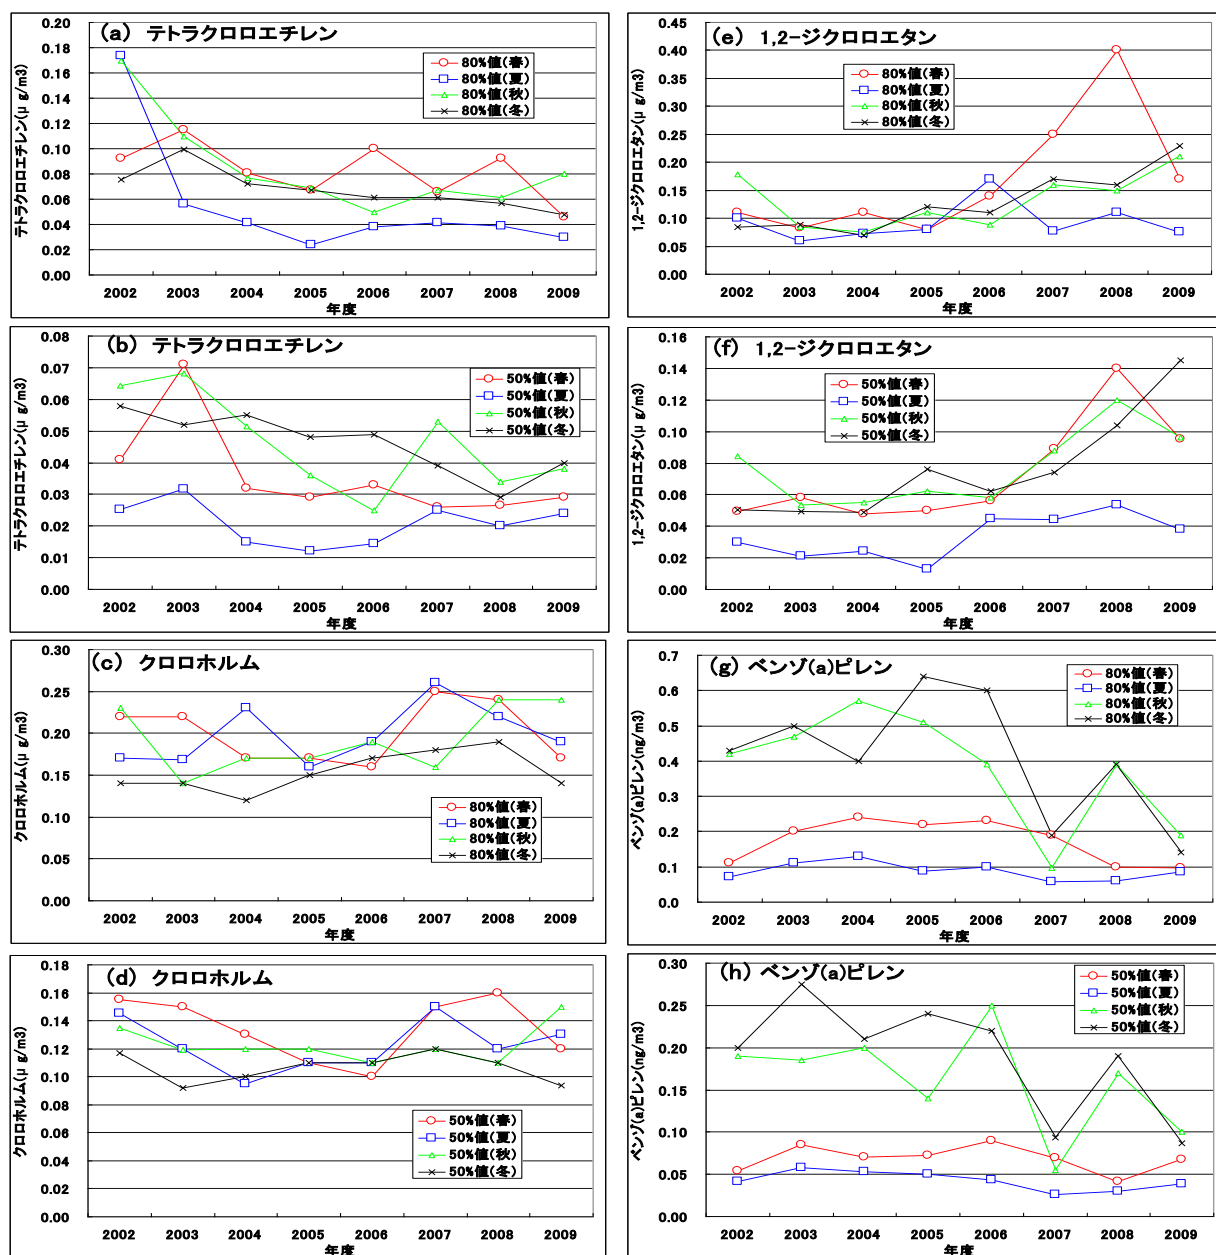 (a) テトラクロロエチレン
テトラクロロエチレン(μ g/m3)
0.20
0.18
0.16
0.14
0.12
0.10
0.08
0.06
0.04
0.02
0.00
80%値(春)
80%値(夏)
80%値(秋)
80%値(冬)
2002 2003 2004 2005 2006 2007 2008 2009
年度
(b) テトラクロロエチレン
テトラクロロエチレン(μ g/m3)
0.08
0.07
0.06
0.05
0.04
0.03
0.02
0.01
0.00
50%値(春)
50%値(夏)
50%値(秋)
50%値(冬)
2002 2003 2004 2005 2006 2007 2008 2009
年度
(c) クロロホルム
クロロホルム(μ g/m3)
0.30
0.25
0.20
0.15
0.10
0.05
0.00
80%値(春)
80%値(夏)
80%値(秋)
80%値(冬)
2002 2003 2004 2005 2006 2007 2008 2009
年度
(d) クロロホルム
クロロホルム(μ g/m3)
0.18
0.16
0.14
0.12
0.10
0.08
0.06
0.04
0.02
0.00
50%値(春)
50%値(夏)
50%値(秋)
50%値(冬)
2002 2003 2004 2005 2006 2007 2008 2009
年度
(e) 1,2-ジクロロエタン
1,2-ジクロロエタン(μ g/m3)
0.45
0.40
0.35
0.30
0.25
0.20
0.15
0.10
0.05
0.00
80%値(春)
80%値(夏)
80%値(秋)
80%値(冬)
2002 2003 2004 2005 2006 2007 2008 2009
年度
(f) 1,2-ジクロロエタン
1,2-ジクロロエタン(μ g/m3)
0.16
0.14
0.12
0.10
0.08
0.06
0.04
0.02
0.00
50%値(春)
50%値(夏)
50%値(秋)
50%値(冬)
2002 2003 2004 2005 2006 2007 2008 2009
年度
(g) ベンゾ(a)ピレン
ベンゾ(a)ピレン(ng/m3)
0.7
0.6
0.5
0.4
0.3
0.2
0.1
0.0
80%値(春)
80%値(夏)
80%値(秋)
80%値(冬)
2002 2003 2004 2005 2006 2007 2008 2009
年度
(h) ベンゾ(a)ピレン
ベンゾ(a)ピレン(ng/m3)
0.30
0.25
0.20
0.15
0.10
0.05
0.00
50%値(春)
50%値(夏)
50%値(秋)
50%値(冬)
2002 2003 2004 2005 2006 2007 2008 2009
年度